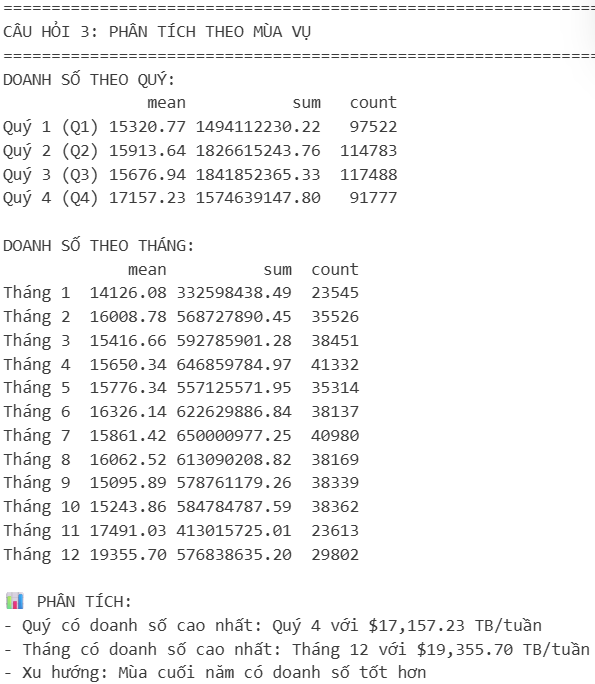 ==============================================================
CÂU HỎI 3: PHÂN TÍCH THEO MÙA VỤ
==============================================================
DOANH SỐ THEO QUÝ:
mean sum count
Quý 1 (Q1) 15320.77 1494112230.22 97522
Quý 2 (Q2) 15913.64 1826615243.76 114783
Quý 3 (Q3) 15676.94 1841852365.33 117488
Quý 4 (Q4) 17157.23 1574639147.80 91777
DOANH SỐ THEO THÁNG:
mean sum count
Tháng 1 14126.08 332598438.49 23545
Tháng 2 16008.78 568727890.45 35526
Tháng 3 15416.66 592785901.28 38451
Tháng 4 15650.34 646859784.97 41332
Tháng 5 15776.34 557125571.95 35314
Tháng 6 16326.14 622629886.84 38137
Tháng 7 15861.42 650000977.25 40980
Tháng 8 16062.52 613090208.82 38169
Tháng 9 15095.89 578761179.26 38339
Tháng 10 15243.86 584784787.59 38362
Tháng 11 17491.03 413015725.01 23613
Tháng 12 19355.70 576838635.20 29802
📊 PHÂN TÍCH:
- Quý có doanh số cao nhất: Quý 4 với $17,157.23 TB/tuần
- Tháng có doanh số cao nhất: Tháng 12 với $19,355.70 TB/tuần
- Xu hướng: Mùa cuối năm có doanh số tốt hơn